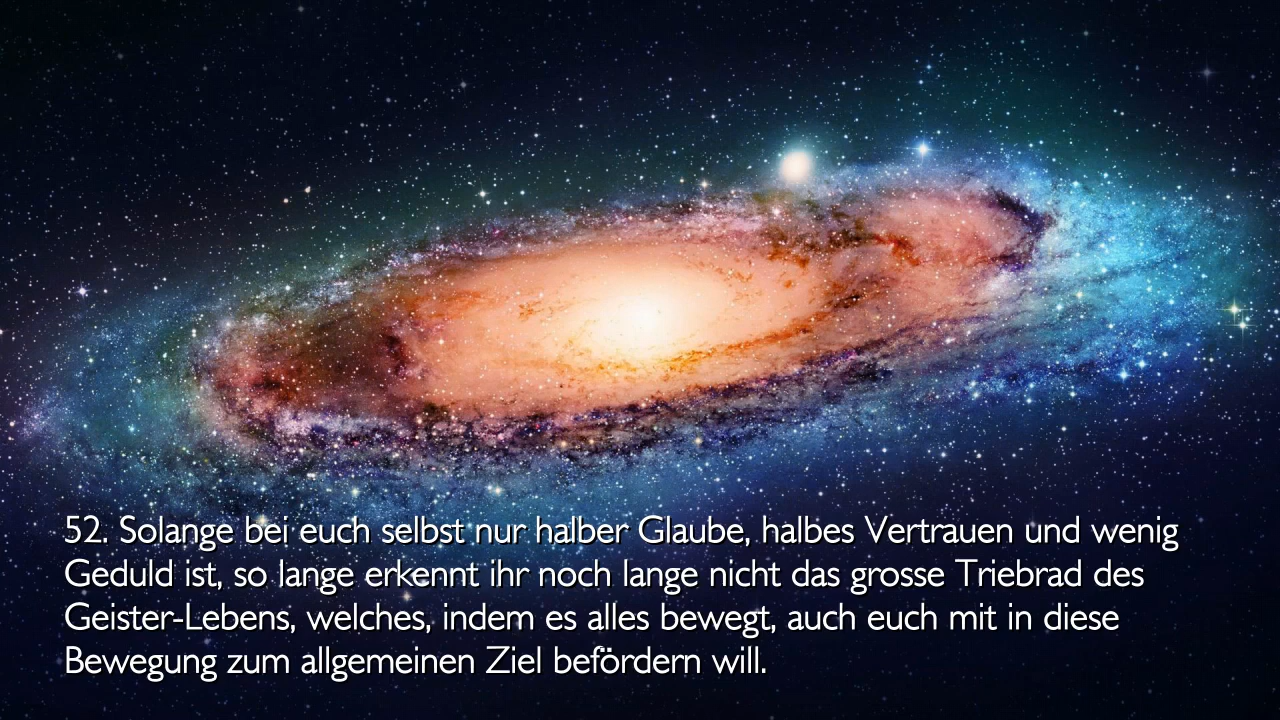 52. Solange bei euch selbst nur halber Glaube, halbes Vertrauen und wenig
Geduld ist, so lange erkennt ihr noch lange nicht das grosse Triebrad des
Geister-Lebens, welches, indem es alles bewegt, auch euch mit in diese
Bewegung zum allgemeinen Ziel befördern will.